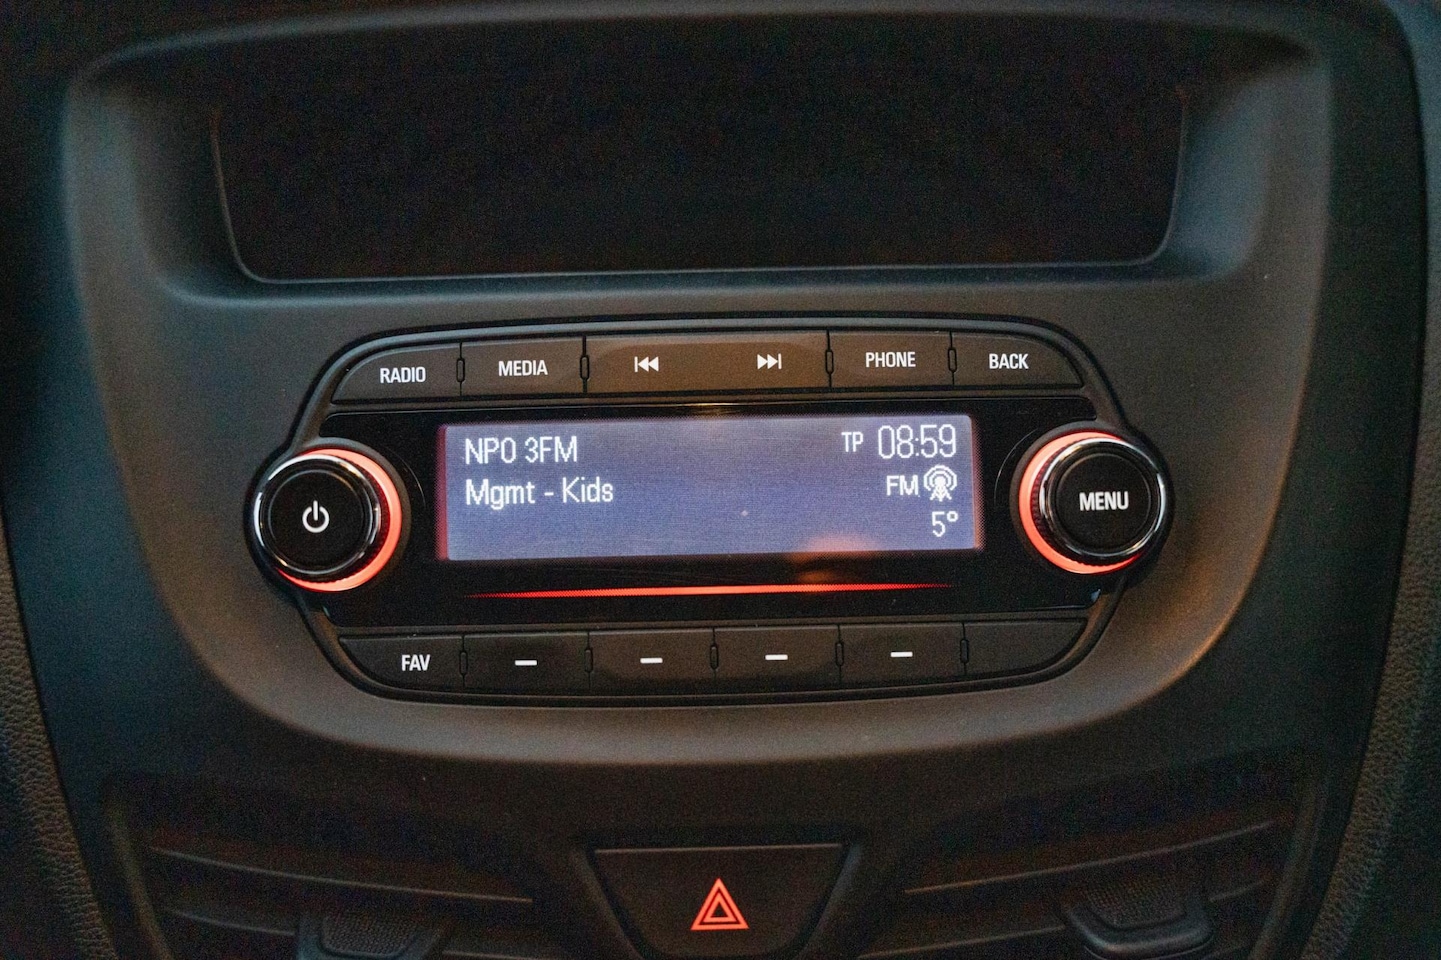 RADIO MEDIA PHONE BACK
NPO 3FM TP 08:59
Mgmt - Kids FM
5°
MENU
FAV